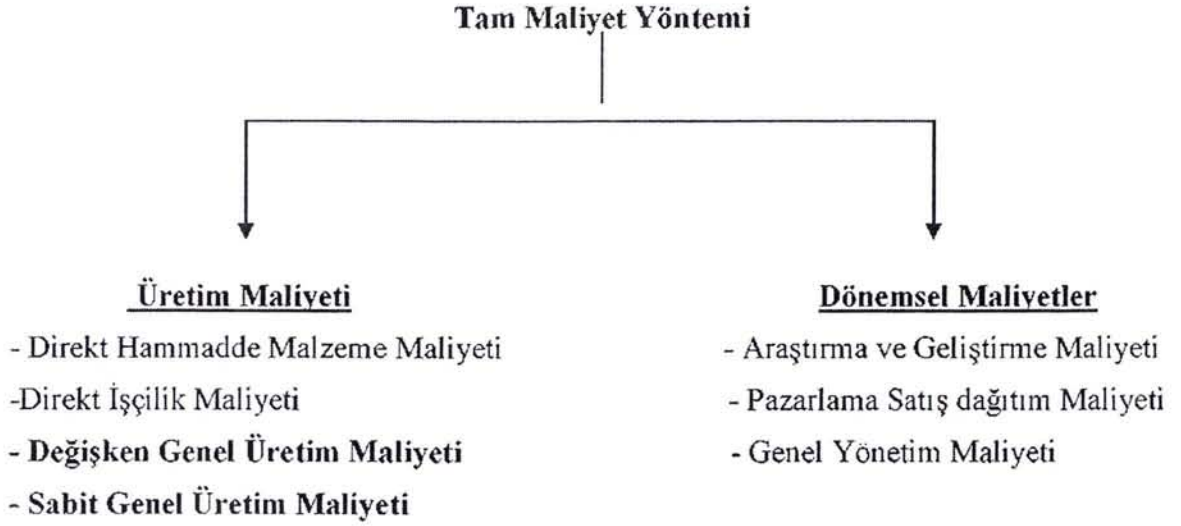 Tam Maliyet Yöntemi
Üretim Maliyeti
- Direkt Hammadde Malzeme Maliyeti
-Direkt İşçilik Maliyeti
- Değişken Genel Üretim Maliyeti
- Sabit Genel Üretim Maliyeti
Dönemsel Maliyetler
- Araştırma ve Geliştirme Maliyeti
- Pazarlama Satış dağıtım Maliyeti
- Genel Yönetim Maliyeti